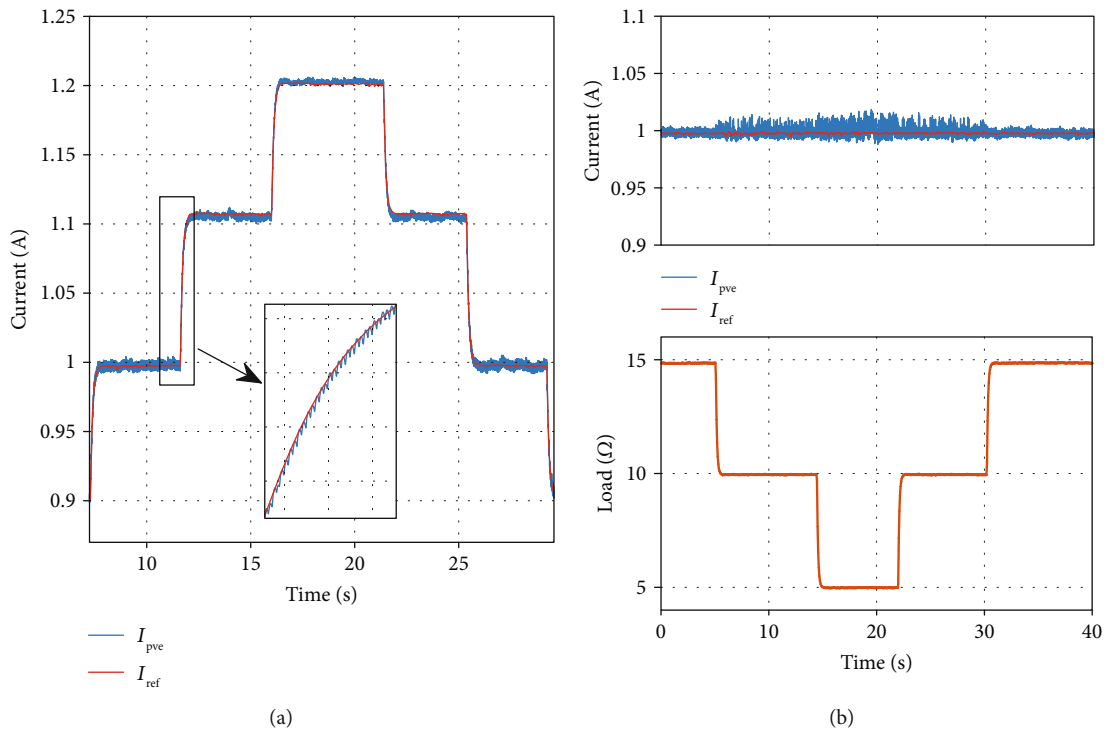 1.25
1.2
1.15
1.1
1.05
1
0.95
0.9
Current (A)
10
15
20
25
Time (s)
I_pve
I_ref
(a)
1.1
1.05
1
0.95
0.9
Current (A)
I_pve
I_ref
15
10
5
Load (Ω)
0
10
20
30
40
Time (s)
(b)